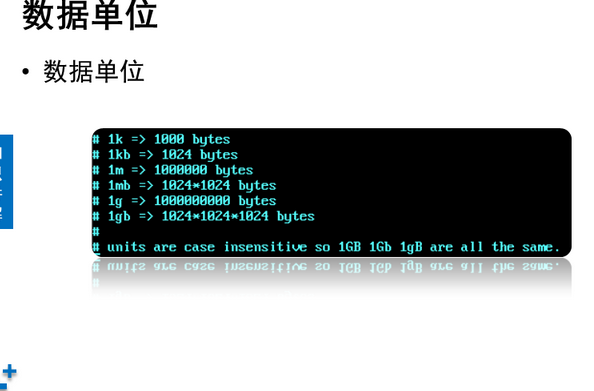 数据单位
• 数据单位
# 1k => 1000 bytes
# 1kb => 1024 bytes
# 1m => 1000000 bytes
# 1mb => 1024*1024 bytes
# 1g => 1000000000 bytes
# 1gb => 1024*1024*1024 bytes
#
# units are case insensitive so 1GB 1Gb 1gB are all the same.